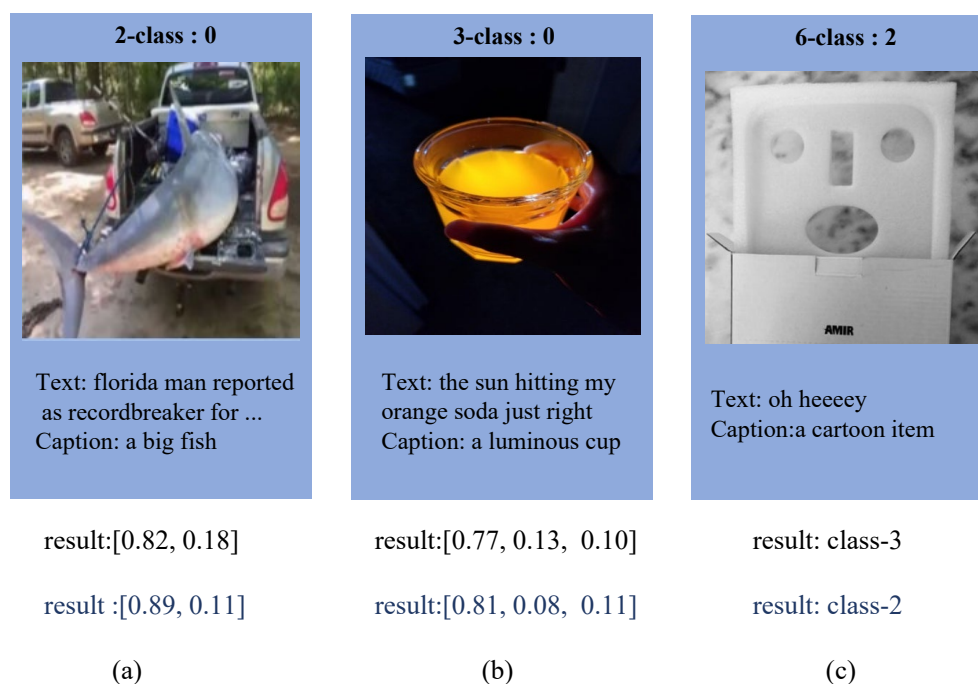 2-class : 0
Text: florida man reported
as recordbreaker for ...
Caption: a big fish
result:[0.82, 0.18]
result :[0.89, 0.11]
(a)
3-class : 0
Text: the sun hitting my
orange soda just right
Caption: a luminous cup
result:[0.77, 0.13, 0.10]
result:[0.81, 0.08, 0.11]
(b)
6-class : 2
AMIR
Text: oh heeeey
Caption:a cartoon item
result: class-3
result: class-2
(c)